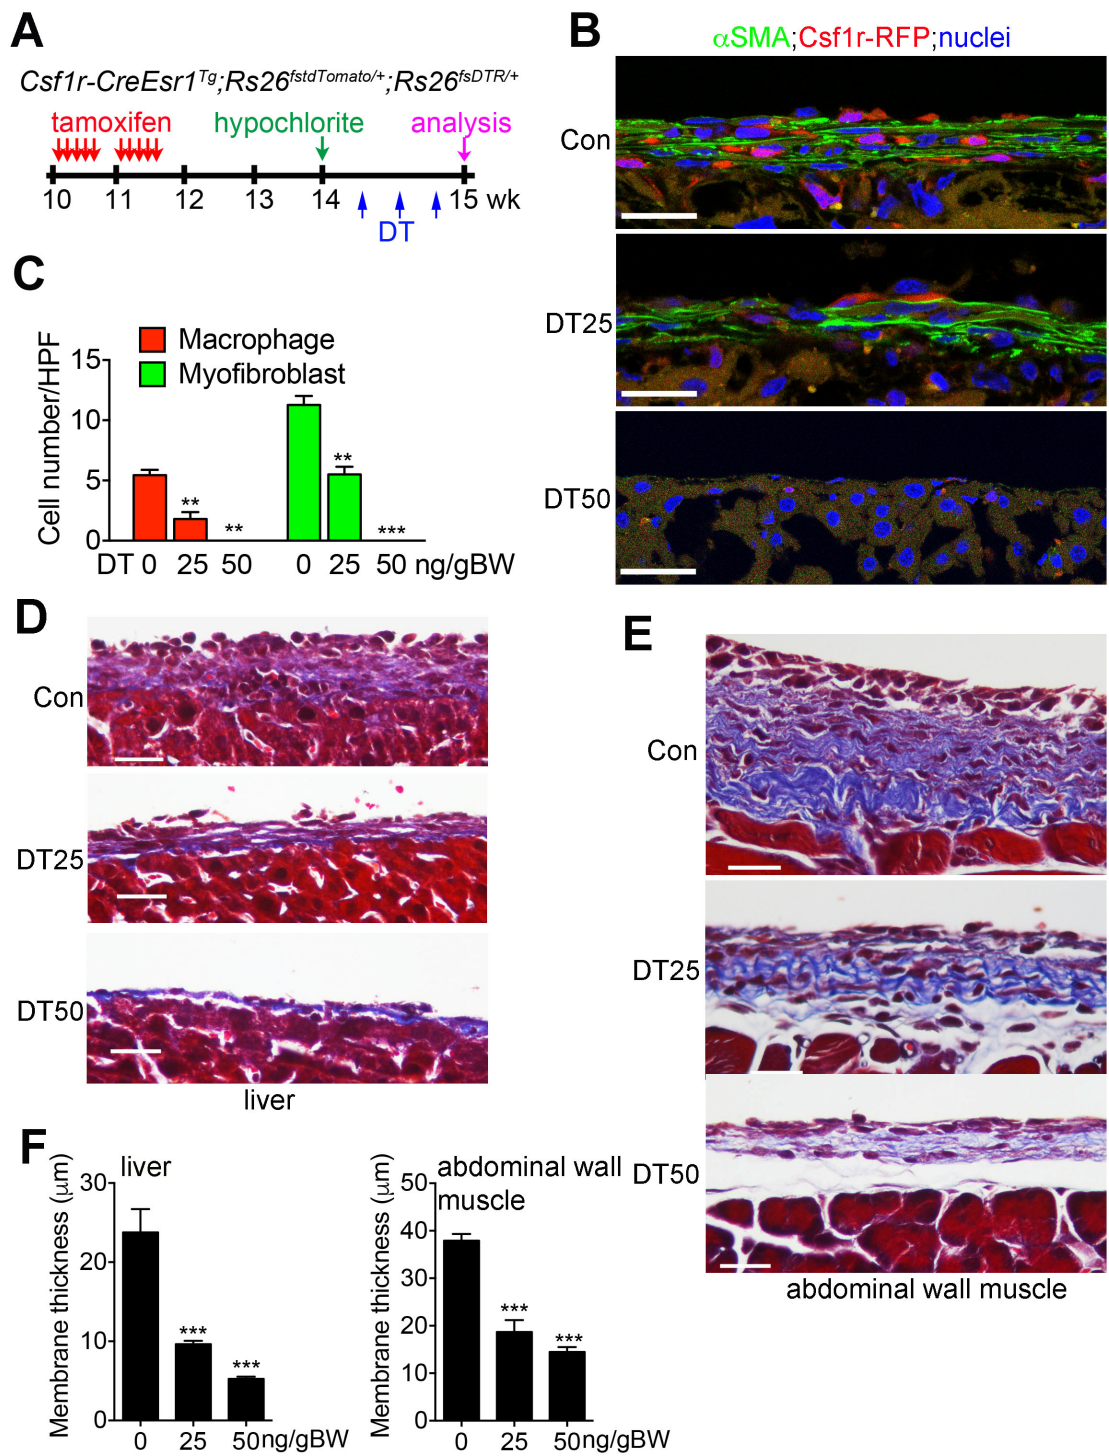 A
Csf1r-CreEsr1Tg;Rs26fstdTomato/+;Rs26fsDTR/+
tamoxifen hypochlorite analysis
10 11 12 13 14 15 wk
DT
B
αSMA;Csf1r-RFP;nuclei
Con
DT25
DT50
C
Macrophage
Myofibroblast
Cell number/HPF
15
10
5
0
** ** ** ***
DT 0 25 50 0 25 50 ng/gBW
D
Con
DT25
DT50
liver
E
Con
DT25
DT50
abdominal wall muscle
F
liver
Membrane thickness (µm)
30
20
10
0
*** ***
0 25 50ng/gBW
abdominal wall
muscle
Membrane thickness (µm)
50
40
30
20
10
0
*** ***
0 25 50ng/gBW